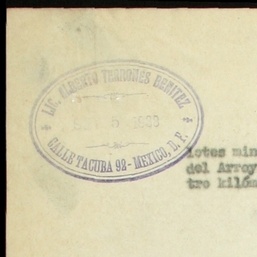 LIC. ALBERTO TERRONES BENITEZ
CALLE TACUBA 92 - MEXICO, D. F.
lotes min
del Arroy
tro kilóm